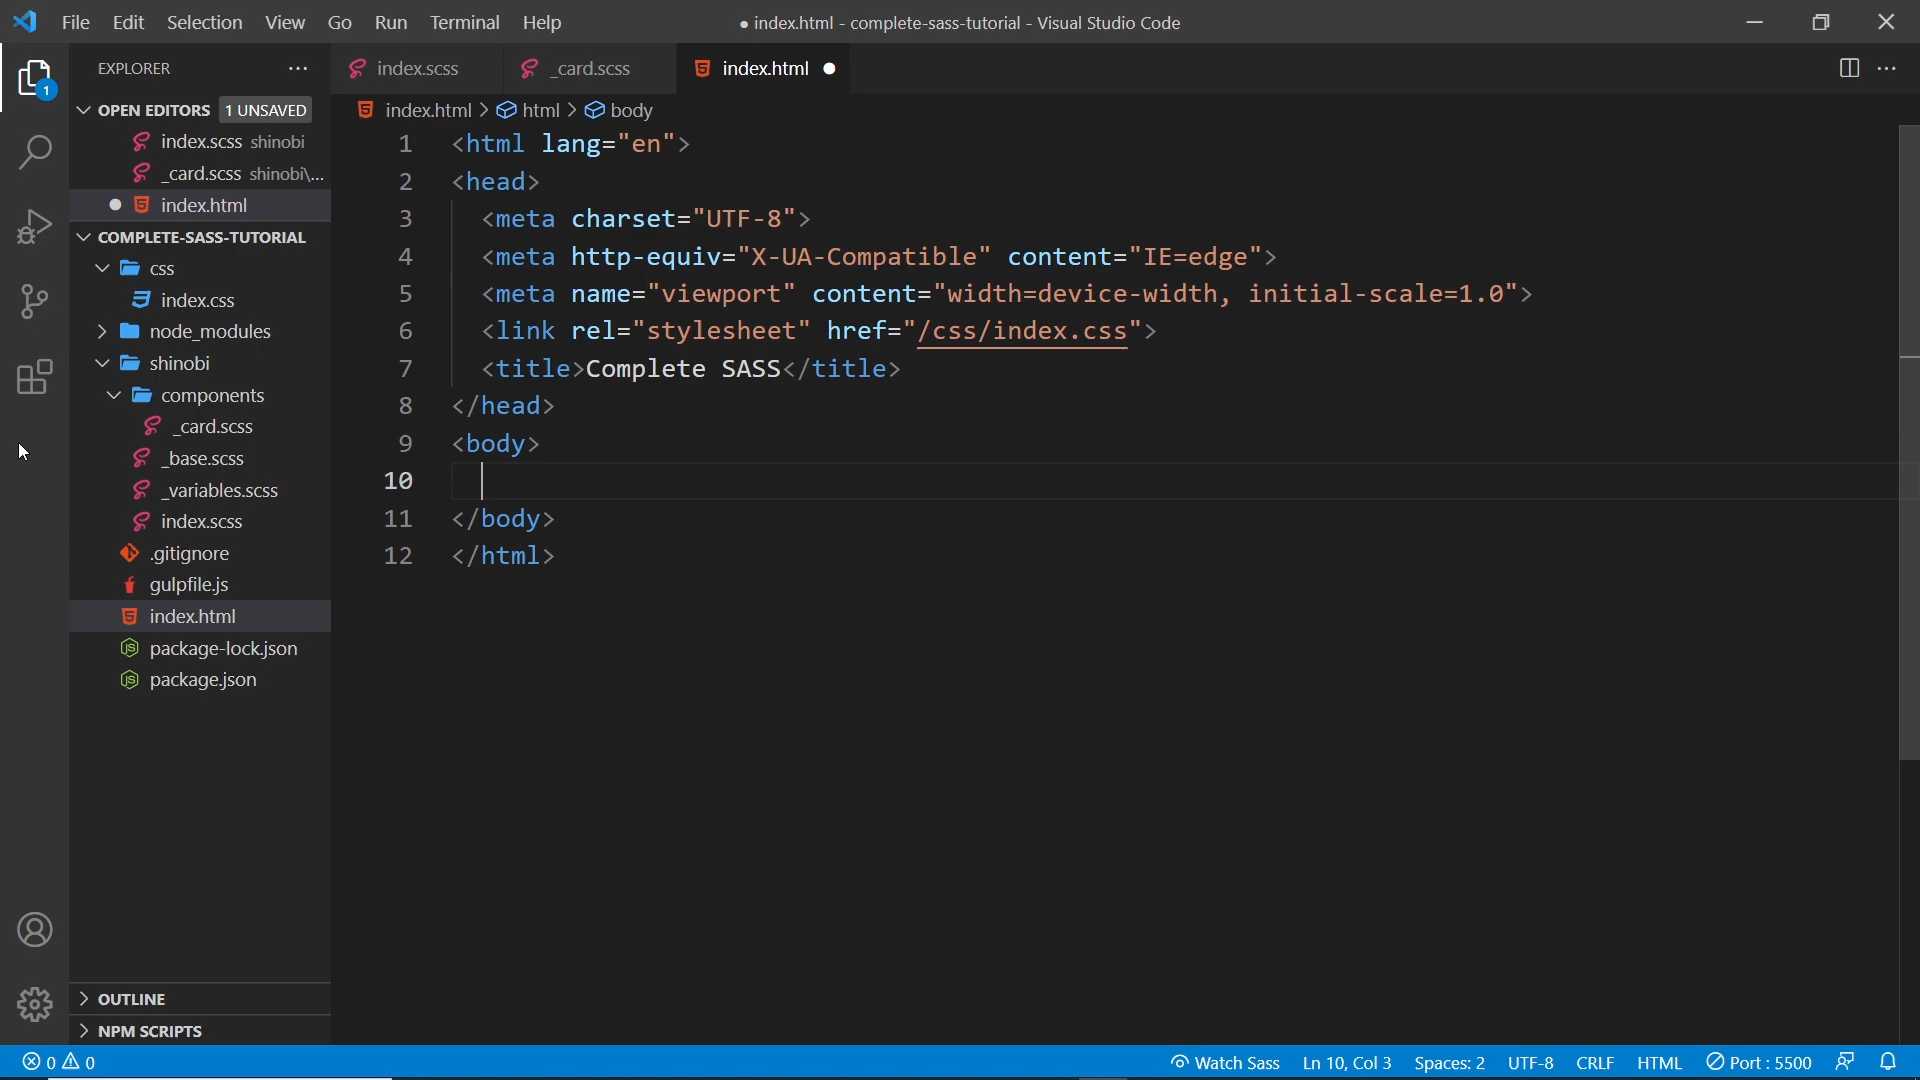 File Edit Selection View Go Run Terminal Help
● index.html - complete-sass-tutorial - Visual Studio Code
EXPLORER
index.scss
_card.scss
index.html
1
OPEN EDITORS 1 UNSAVED
index.scss shinobi
_card.scss shinobi\...
index.html
COMPLETE-SASS-TUTORIAL
css
index.css
node_modules
shinobi
components
_card.scss
_base.scss
_variables.scss
index.scss
.gitignore
gulpfile.js
index.html
package-lock.json
package.json
OUTLINE
NPM SCRIPTS
index.html > html > body
1 <html lang="en">
2 <head>
3 <meta charset="UTF-8">
4 <meta http-equiv="X-UA-Compatible" content="IE=edge">
5 <meta name="viewport" content="width=device-width, initial-scale=1.0">
6 <link rel="stylesheet" href="/css/index.css">
7 <title>Complete SASS</title>
8 </head>
9 <body>
10
11 </body>
12 </html>
0 0
Watch Sass
Ln 10, Col 3
Spaces: 2
UTF-8
CRLF
HTML
Port : 5500